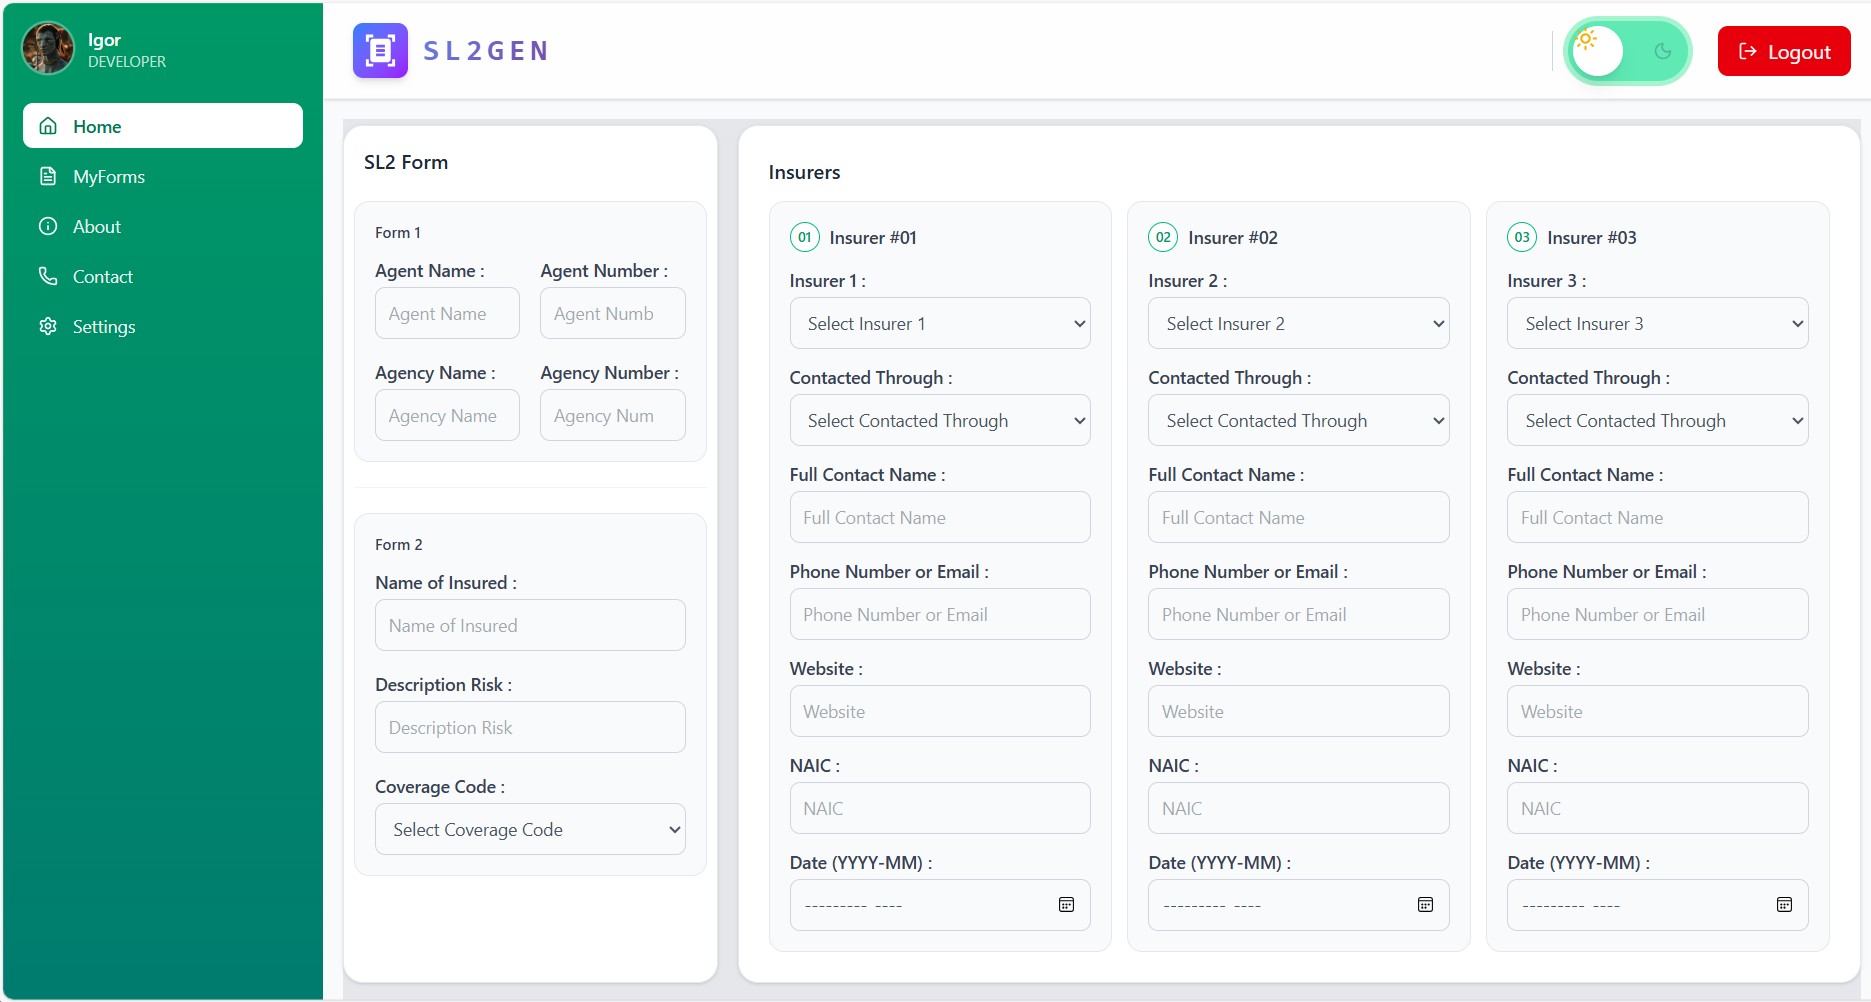 Igor
DEVELOPER
Home
MyForms
About
Contact
Settings
SL2GEN
Logout
SL2 Form
Form 1
Agent Name :
Agent Number :
Agent Name
Agent Numb
Agency Name :
Agency Number :
Agency Name
Agency Num
Form 2
Name of Insured :
Name of Insured
Description Risk :
Description Risk
Coverage Code :
Select Coverage Code
Insurers
01 Insurer #01
Insurer 1 :
Select Insurer 1
Contacted Through :
Select Contacted Through
Full Contact Name :
Full Contact Name
Phone Number or Email :
Phone Number or Email
Website :
Website
NAIC :
NAIC
Date (YYYY-MM) :
--------- ----
02 Insurer #02
Insurer 2 :
Select Insurer 2
Contacted Through :
Select Contacted Through
Full Contact Name :
Full Contact Name
Phone Number or Email :
Phone Number or Email
Website :
Website
NAIC :
NAIC
Date (YYYY-MM) :
--------- ----
03 Insurer #03
Insurer 3 :
Select Insurer 3
Contacted Through :
Select Contacted Through
Full Contact Name :
Full Contact Name
Phone Number or Email :
Phone Number or Email
Website :
Website
NAIC :
NAIC
Date (YYYY-MM) :
--------- ----